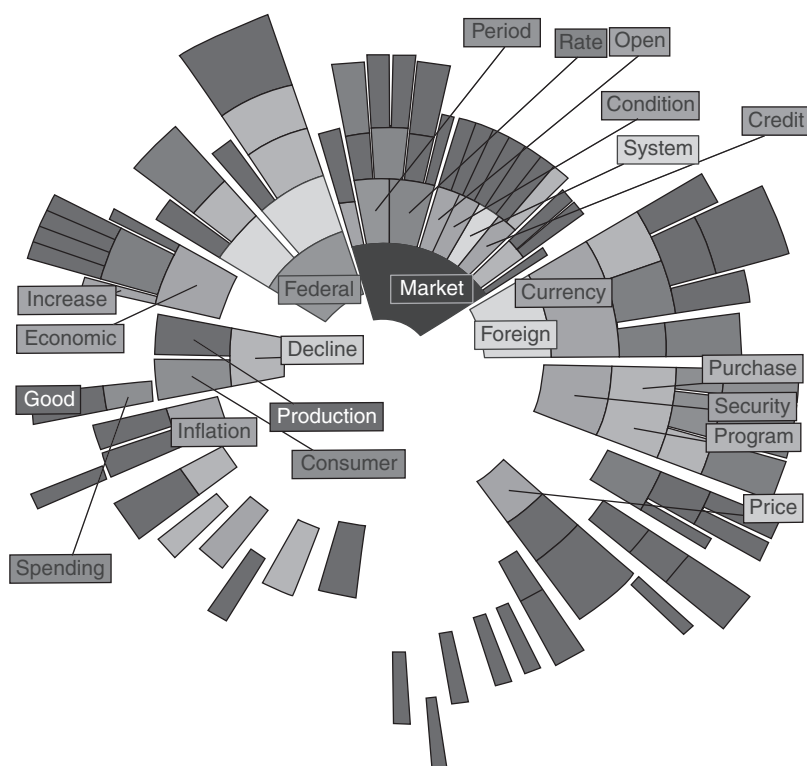 Period
Rate
Open
Condition
Credit
System
Federal
Market
Currency
Increase
Economic
Foreign
Decline
Purchase
Good
Production
Security
Inflation
Program
Consumer
Price
Spending